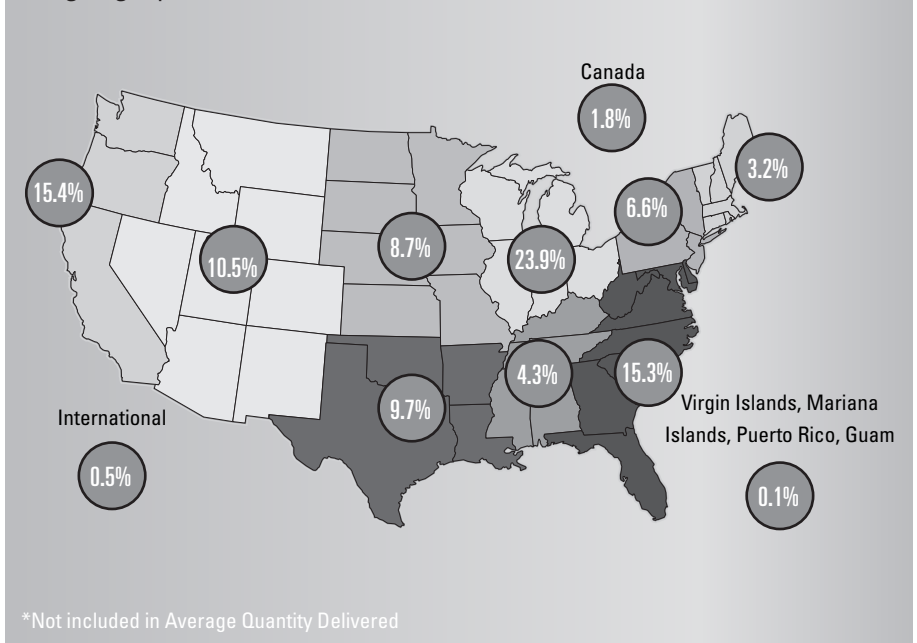 Canada
1.8%
3.2%
15.4%
6.6%
8.7%
10.5%
23.9%
4.3%
15.3%
9.7%
Virgin Islands, Mariana
Islands, Puerto Rico, Guam
International
0.5%
0.1%
*Not included in Average Quantity Delivered